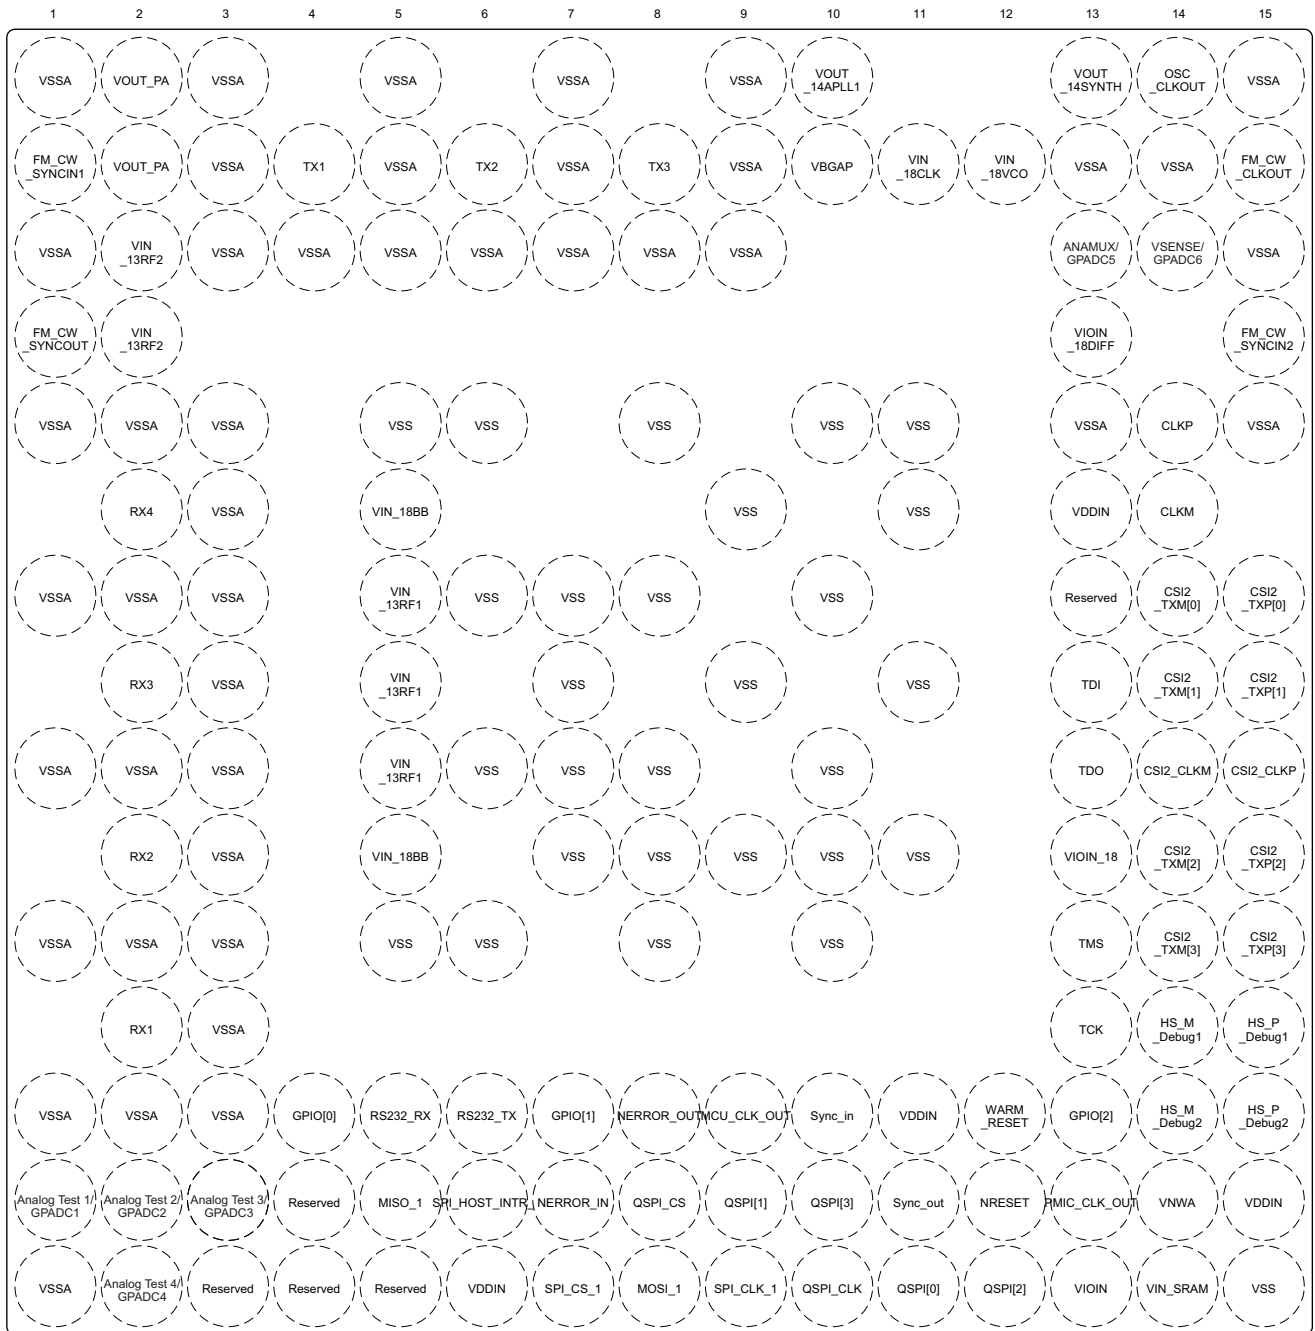 1 2 3 4 5 6 7 8 9 10 11 12 13 14 15
VSSA VOUT_PA VSSA VSSA VSSA VSSA VOUT VOUT OSC VSSA
_14APLL1 _14SYNTH _CLKOUT
FM_CW VOUT_PA VSSA TX1 VSSA TX2 VSSA TX3 VSSA VBGAP VIN VIN VSSA VSSA FM_CW
_SYNCIN1 _18CLK _18VCO _CLKOUT
VSSA VIN VSSA VSSA VSSA VSSA VSSA VSSA VSSA ANAMUX/ VSENSE/ VSSA
_13RF2 GPADC5 GPADC6
FM_CW VIN VIOIN FM_CW
_SYNCOUT _13RF2 _18DIFF _SYNCIN2
VSSA VSSA VSSA VSS VSS VSS VSS VSS VSSA CLKP VSSA
RX4 VSSA VIN_18BB VSS VSS VDDIN CLKM
VSSA VSSA VSSA VIN VSS VSS VSS VSS Reserved CSI2 CSI2
_13RF1 _TXM[0] _TXP[0]
RX3 VSSA VIN VSS VSS VSS TDI CSI2 CSI2
_13RF1 _TXM[1] _TXP[1]
VSSA VSSA VSSA VIN VSS VSS VSS VSS TDO CSI2_CLKM CSI2_CLKP
_13RF1
RX2 VSSA VIN_18BB VSS VSS VSS VSS VSS VIOIN_18 CSI2 CSI2
_TXM[2] _TXP[2]
VSSA VSSA VSSA VSS VSS VSS VSS TMS CSI2 CSI2
_TXM[3] _TXP[3]
RX1 VSSA TCK HS_M HS_P
_Debug1 _Debug1
VSSA VSSA VSSA GPIO[0] RS232_RX RS232_TX GPIO[1] NERROR_OUT MCU_CLK_OUT Sync_in VDDIN WARM GPIO[2] HS_M HS_P
_RESET _Debug2 _Debug2
Analog Test 1/ Analog Test 2/ Analog Test 3/ Reserved MISO_1 SPI_HOST_INTR_1 NERROR_IN QSPI_CS QSPI[1] QSPI[3] Sync_out NRESET PMIC_CLK_OUT VNWA VDDIN
GPADC1 GPADC2 GPADC3
VSSA Analog Test 4/ Reserved Reserved Reserved VDDIN SPI_CS_1 MOSI_1 SPI_CLK_1 QSPI_CLK QSPI[0] QSPI[2] VIOIN VIN_SRAM VSS
GPADC4